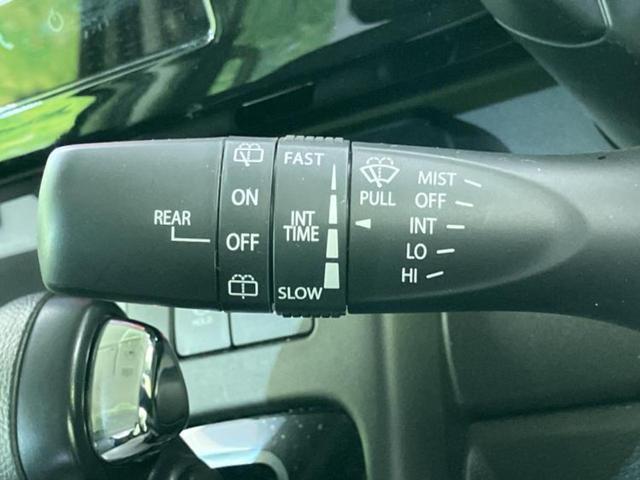 REAR
ON
OFF
FAST
INT
TIME
SLOW
PULL
MIST
OFF
INT
LO
HI